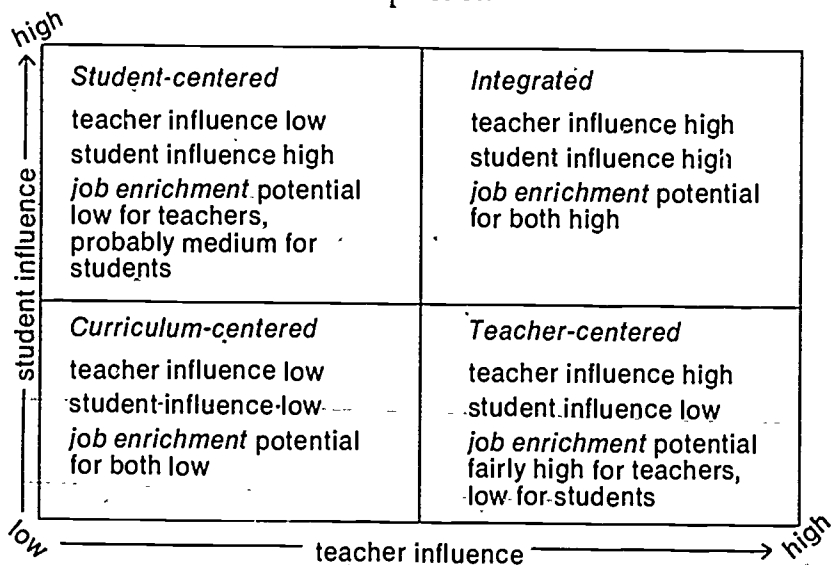 high
Student-centered
teacher influence low
student influence high
job enrichment potential
low for teachers,
probably medium for
students
Integrated
teacher influence high
student influence high
job enrichment potential
for both high
student influence
Curriculum-centered
teacher influence low
student-influence-low
job enrichment potential
for both low
Teacher-centered
teacher influence high
student influence low
job enrichment potential
fairly high for teachers,
low for students
low
teacher influence
high